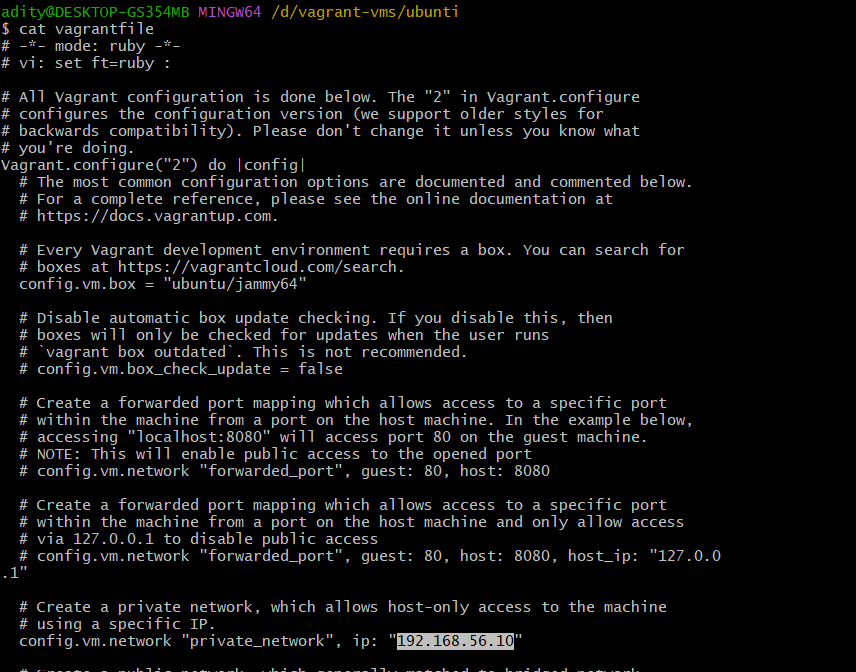 adity@DESKTOP-GS354MB MINGW64 /d/vagrant-vms/ubunti
$ cat vagrantfile
# -*- mode: ruby -*-
# vi: set ft=ruby :

# All Vagrant configuration is done below. The "2" in Vagrant.configure
# configures the configuration version (we support older styles for
# backwards compatibility). Please don't change it unless you know what
# you're doing.
Vagrant.configure("2") do |config|
  # The most common configuration options are documented and commented below.
  # For a complete reference, please see the online documentation at
  # https://docs.vagrantup.com.

  # Every Vagrant development environment requires a box. You can search for
  # boxes at https://vagrantcloud.com/search.
  config.vm.box = "ubuntu/jammy64"

  # Disable automatic box update checking. If you disable this, then
  # boxes will only be checked for updates when the user runs
  # `vagrant box outdated`. This is not recommended.
  # config.vm.box_check_update = false

  # Create a forwarded port mapping which allows access to a specific port
  # within the machine from a port on the host machine. In the example below,
  # accessing "localhost:8080" will access port 80 on the guest machine.
  # NOTE: This will enable public access to the opened port
  # config.vm.network "forwarded_port", guest: 80, host: 8080

  # Create a forwarded port mapping which allows access to a specific port
  # within the machine from a port on the host machine and only allow access
  # via 127.0.0.1 to disable public access
  # config.vm.network "forwarded_port", guest: 80, host: 8080, host_ip: "127.0.0
.1"

  # Create a private network, which allows host-only access to the machine
  # using a specific IP.
  config.vm.network "private_network", ip: "192.168.56.10"

  # Create a public network, which generally matched to bridged network.